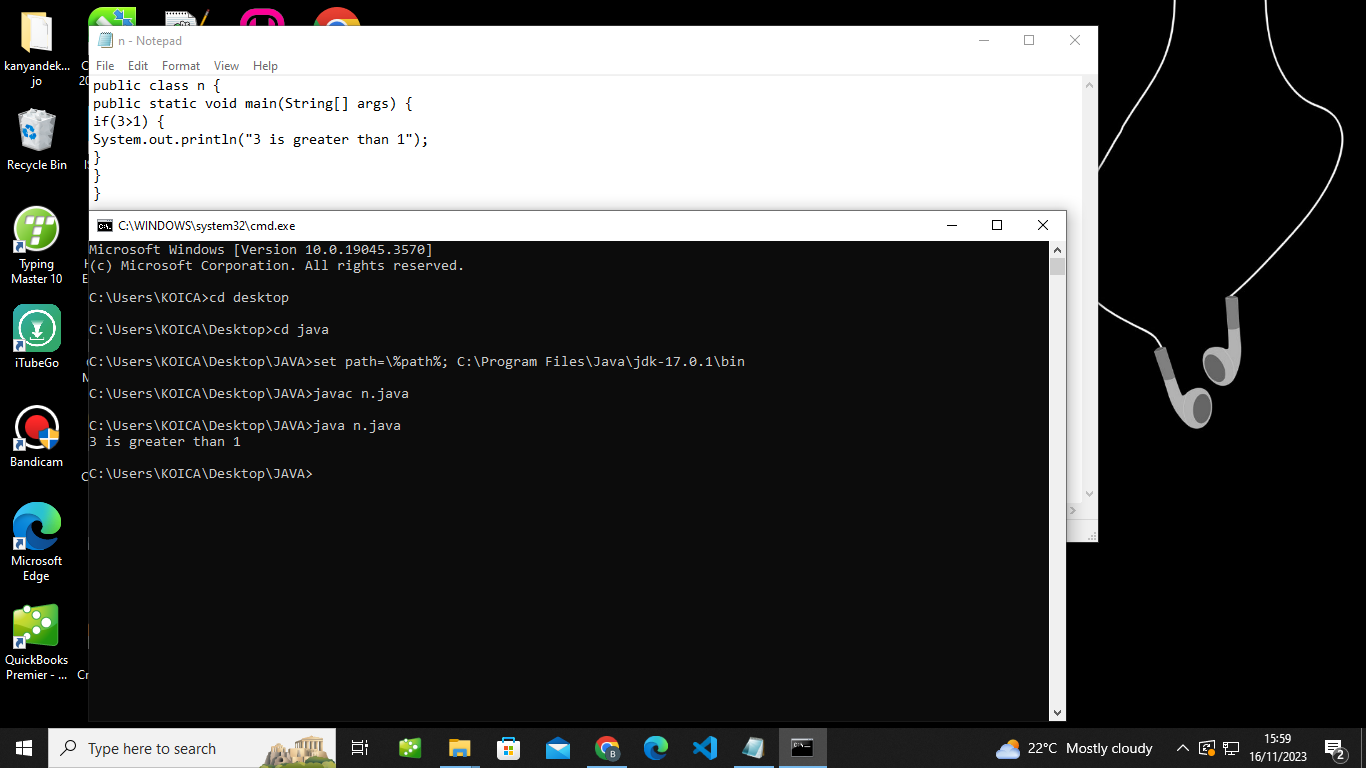 kanyandek...
jo
Recycle Bin
Typing
Master 10
iTubeGo
Bandicam
Microsoft
Edge
QuickBooks
Premier - ...
n - Notepad
File Edit Format View Help
public class n {
public static void main(String[] args) {
if(3>1) {
System.out.println("3 is greater than 1");
}
}
}
C:\WINDOWS\system32\cmd.exe
Microsoft Windows [Version 10.0.19045.3570]
(c) Microsoft Corporation. All rights reserved.
C:\Users\KOICA>cd desktop
C:\Users\KOICA\Desktop>cd java
C:\Users\KOICA\Desktop\JAVA>set path=\%path%; C:\Program Files\Java\jdk-17.0.1\bin
C:\Users\KOICA\Desktop\JAVA>javac n.java
C:\Users\KOICA\Desktop\JAVA>java n.java
3 is greater than 1
C:\Users\KOICA\Desktop\JAVA>
Type here to search
22°C Mostly cloudy
15:59
16/11/2023
2